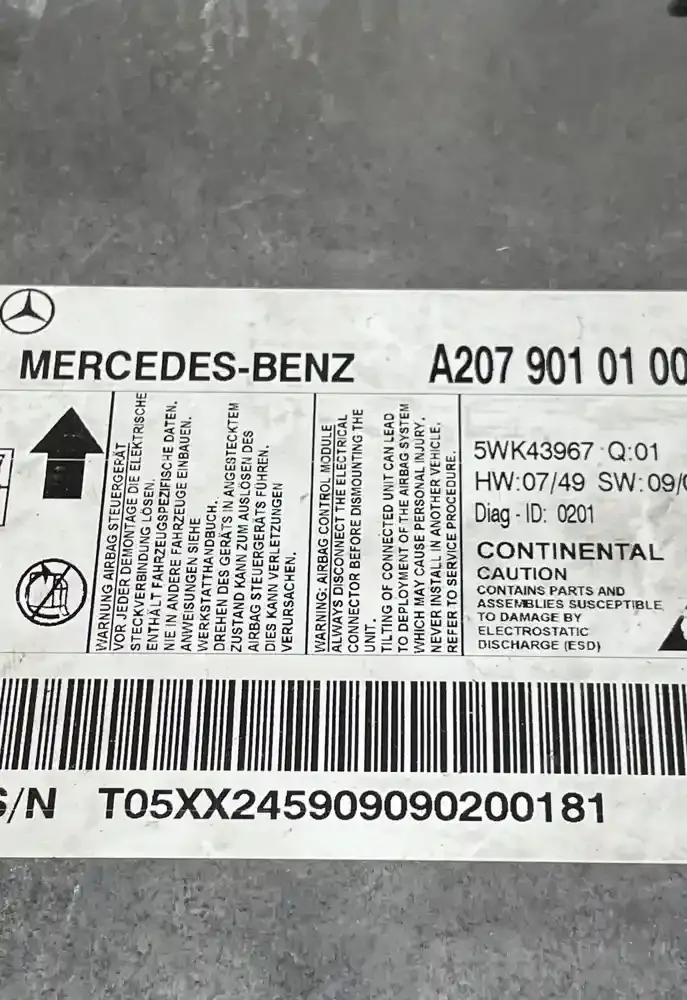 MERCEDES-BENZ A207 901 01 00
WARNUNG AIRBAG STEUERGERÄT
VOR JEDER DEMONTAGE DIE ELEKTRISCHE
STECKVERBINDUNG LÖSEN.
ENTHÄLT FAHRZEUGSPEZIFISCHE DATEN.
NIE IN ANDERE FAHRZEUGE EINBAUEN.
ANWEISUNGEN SIEHE
WERKSTATTHANDBUCH.
DREHEN DES GERÄTS IN ANGESTECKTEM
ZUSTAND KANN ZUM AUSLÖSEN DES
AIRBAG STEUERGERÄTS FÜHREN.
DIES KANN VERLETZUNGEN
VERURSACHEN.
WARNING: AIRBAG CONTROL MODULE
ALWAYS DISCONNECT THE ELECTRICAL
CONNECTOR BEFORE DISMOUNTING THE
UNIT.
TILTING OF CONNECTED UNIT CAN LEAD
TO DEPLOYMENT OF THE AIRBAG SYSTEM
WHICH MAY CAUSE PERSONAL INJURY.
NEVER INSTALL IN ANOTHER VEHICLE.
REFER TO SERVICE PROCEDURE.
5WK43967 Q:01
HW:07/49 SW:09/
Diag - ID: 0201
CONTINENTAL
CAUTION
CONTAINS PARTS AND
ASSEMBLIES SUSCEPTIBLE
TO DAMAGE BY
ELECTROSTATIC
DISCHARGE (ESD)
S/N T05XX245909090200181